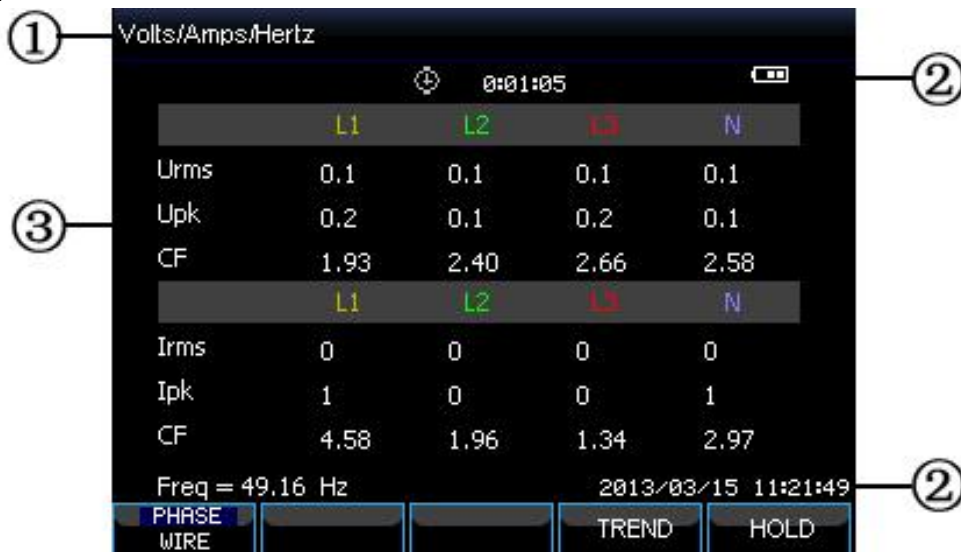 ① Volts/Amps/Hertz
0:01:05 ②
L1 L2 L3 N
Urms 0.1 0.1 0.1 0.1
③ Upk 0.2 0.1 0.2 0.1
CF 1.93 2.40 2.66 2.58
L1 L2 L3 N
Irms 0 0 0 0
Ipk 1 0 0 1
CF 4.58 1.96 1.34 2.97
Freq = 49.16 Hz 2013/03/15 11:21:49 ②
PHASE
WIRE TREND HOLD